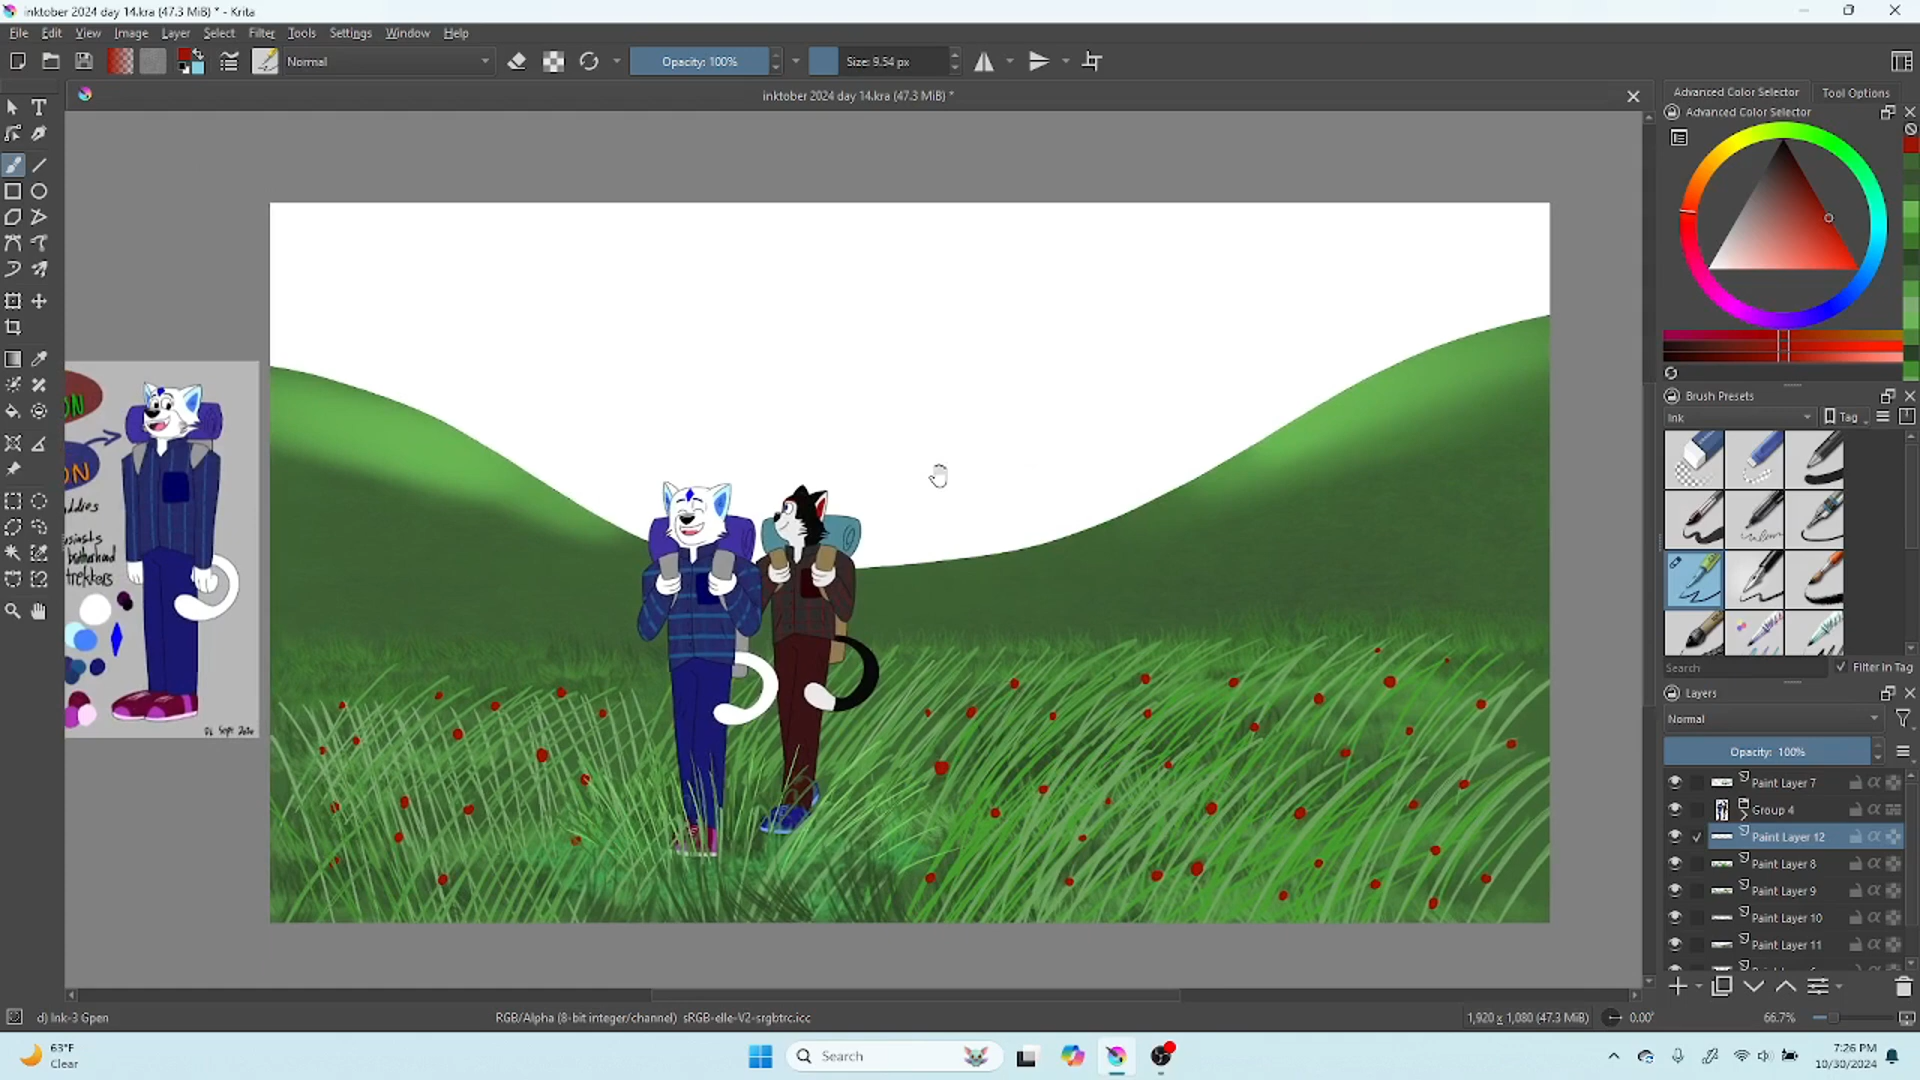 inktober 2024 day 14.kra (47.3 MiB) * - Krita
File Edit View Image Layer Select Filter Tools Settings Window Help
Normal
Opacity: 100%
Size: 9.54 px
inktober 2024 day 14.kra (47.3 MiB) *
Advanced Color Selector
Tool Options
Advanced Color Selector
Brush Presets
Ink
Tag
Search
Filter in Tag
Layers
Normal
Opacity: 100%
Paint Layer 7
Group 4
Paint Layer 12
Paint Layer 8
Paint Layer 9
Paint Layer 10
Paint Layer 11
ON
ON
trekkers
d) Ink-3 Gpen
RGB/Alpha (8-bit integer/channel) sRGB-elle-V2-srgbtrc.icc
1,920 x 1,080 (47.3 MiB)
0.00°
66.7%
63°F
Clear
Search
7:26 PM
10/30/2024